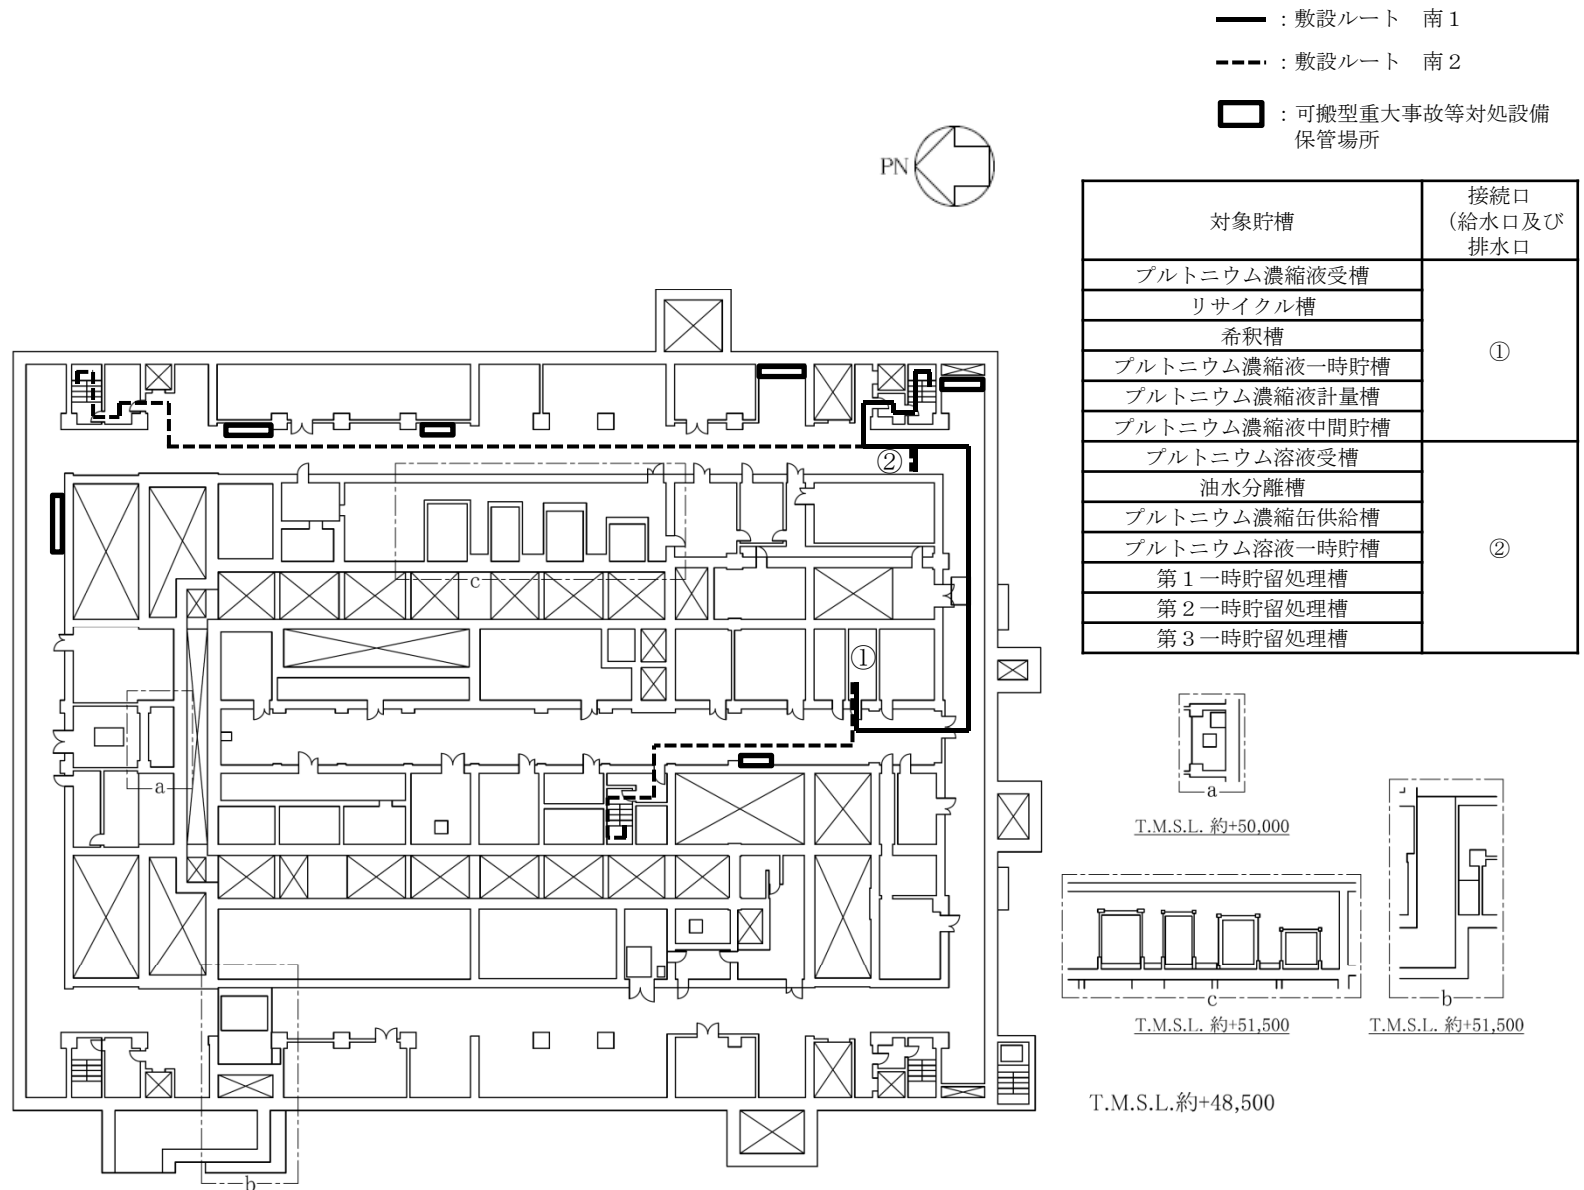 ：敷設ルート　南１
：敷設ルート　南２
：可搬型重大事故等対処設備
保管場所
PN
対象貯槽
接続口
（給水口及び
排水口
プルトニウム濃縮液受槽
リサイクル槽
希釈槽
プルトニウム濃縮液一時貯槽
プルトニウム濃縮液計量槽
プルトニウム濃縮液中間貯槽
①
プルトニウム溶液受槽
油水分離槽
プルトニウム濃縮缶供給槽
プルトニウム溶液一時貯槽
第１一時貯留処理槽
第２一時貯留処理槽
第３一時貯留処理槽
②
②
c
①
a
b
a
T.M.S.L. 約+50,000
c
T.M.S.L. 約+51,500
b
T.M.S.L. 約+51,500
T.M.S.L.約+48,500